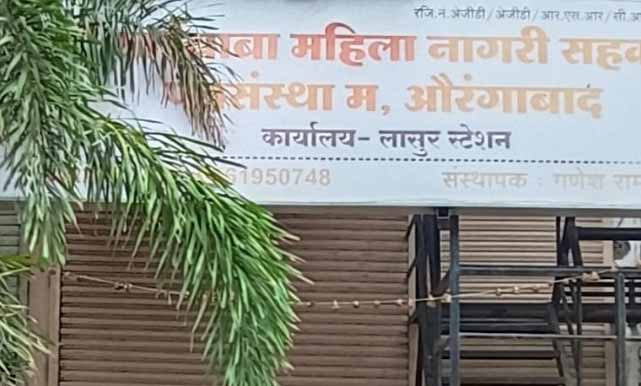 रजि.नं.अेजीडी/अेजीडी/आर.एस.आर/सी.अ
बा महिला नागरी सह
संस्था म, औरंगाबाद
कार्यालय- लासुर स्टेशन
61950748 संस्थापक : गणेश राम